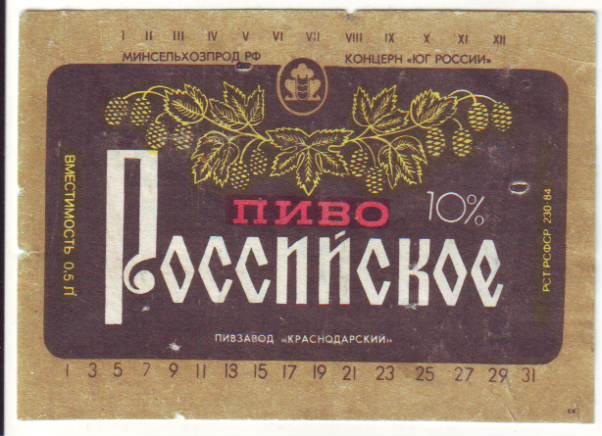 I II III IV V VI VII VIII IX X XI XII
МИНСЕЛЬХОЗПРОД РФ КОНЦЕРН «ЮГ РОССИИ»
ВМЕСТИМОСТЬ 0,5 Л
ПИВО 10%
Российское
РСТ РСФСР 230-84
ПИВЗАВОД «КРАСНОДАРСКИЙ»
1 3 5 7 9 11 13 15 17 19 21 23 25 27 29 31